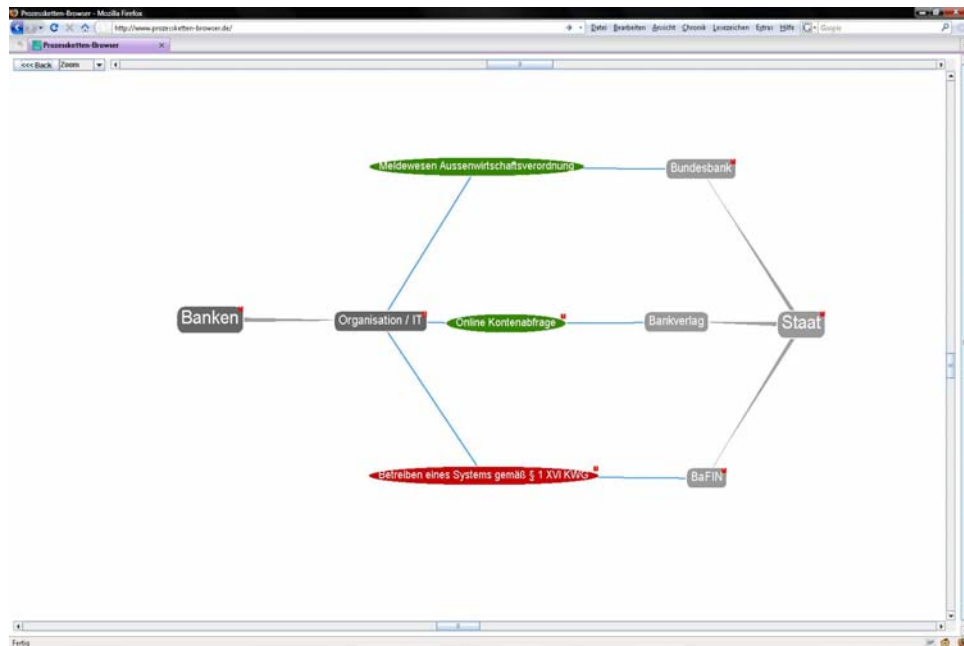 Prozessketten-Browser - Mozilla Firefox
http://www.prozessketten-browser.de/
Datei Bearbeiten Ansicht Chronik Lesezeichen Extras Hilfe
Google
Prozessketten-Browser
<<< Back Zoom
Meldewesen Aussenwirtschaftsverordnung
Bundesbank
Banken
Organisation / IT
Online Kontenabfrage
Bankverlag
Staat
Betreiben eines Systems gemäß § 1 XVI KWG
BaFIN
Fertig